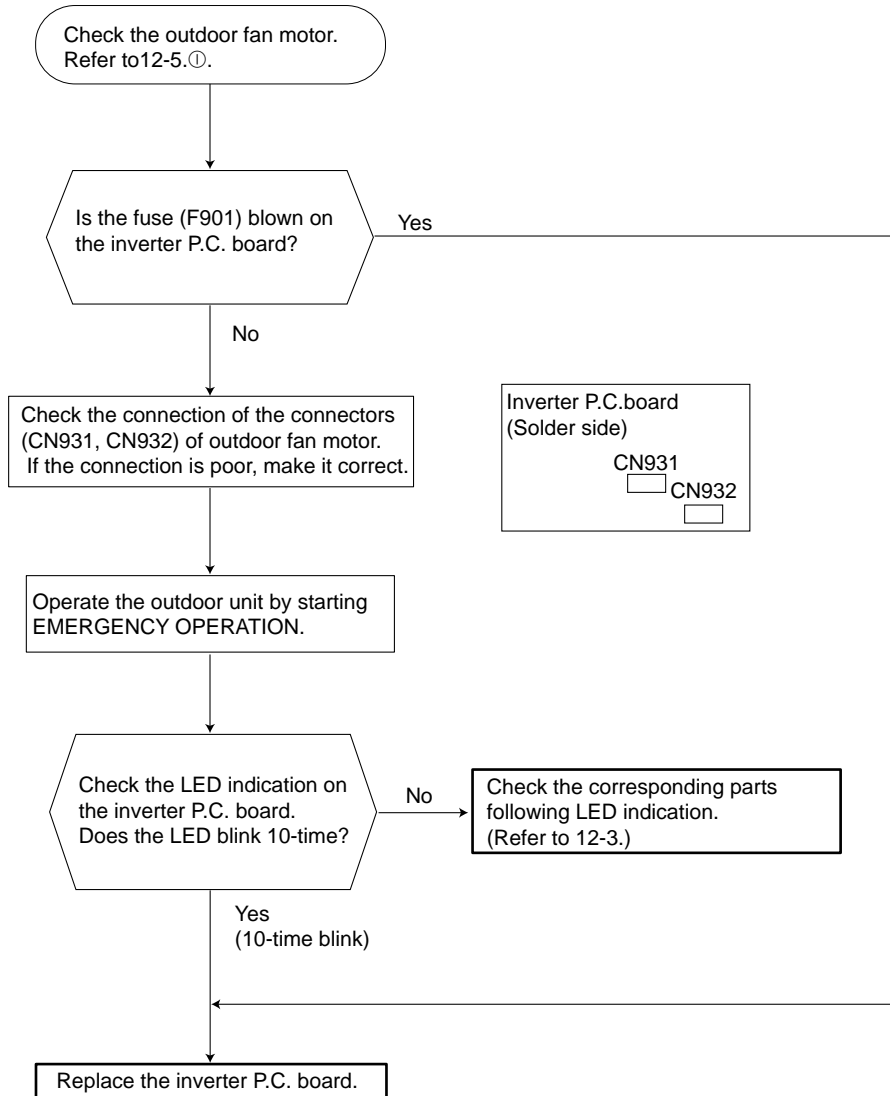 Check the outdoor fan motor.
Refer to12-5.Ⓘ.
Is the fuse (F901) blown on
the inverter P.C. board?
Yes
No
Check the connection of the connectors
(CN931, CN932) of outdoor fan motor.
If the connection is poor, make it correct.
Inverter P.C.board
(Solder side)
CN931
CN932
Operate the outdoor unit by starting
EMERGENCY OPERATION.
Check the LED indication on
the inverter P.C. board.
Does the LED blink 10-time?
No
Check the corresponding parts
following LED indication.
(Refer to 12-3.)
Yes
(10-time blink)
Replace the inverter P.C. board.